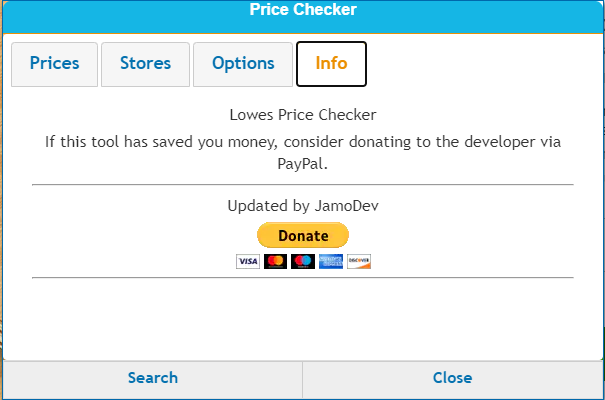 Price Checker
Prices Stores Options Info
Lowes Price Checker
If this tool has saved you money, consider donating to the developer via
PayPal.
Updated by JamoDev
Donate
VISA DISCOVER
Search Close